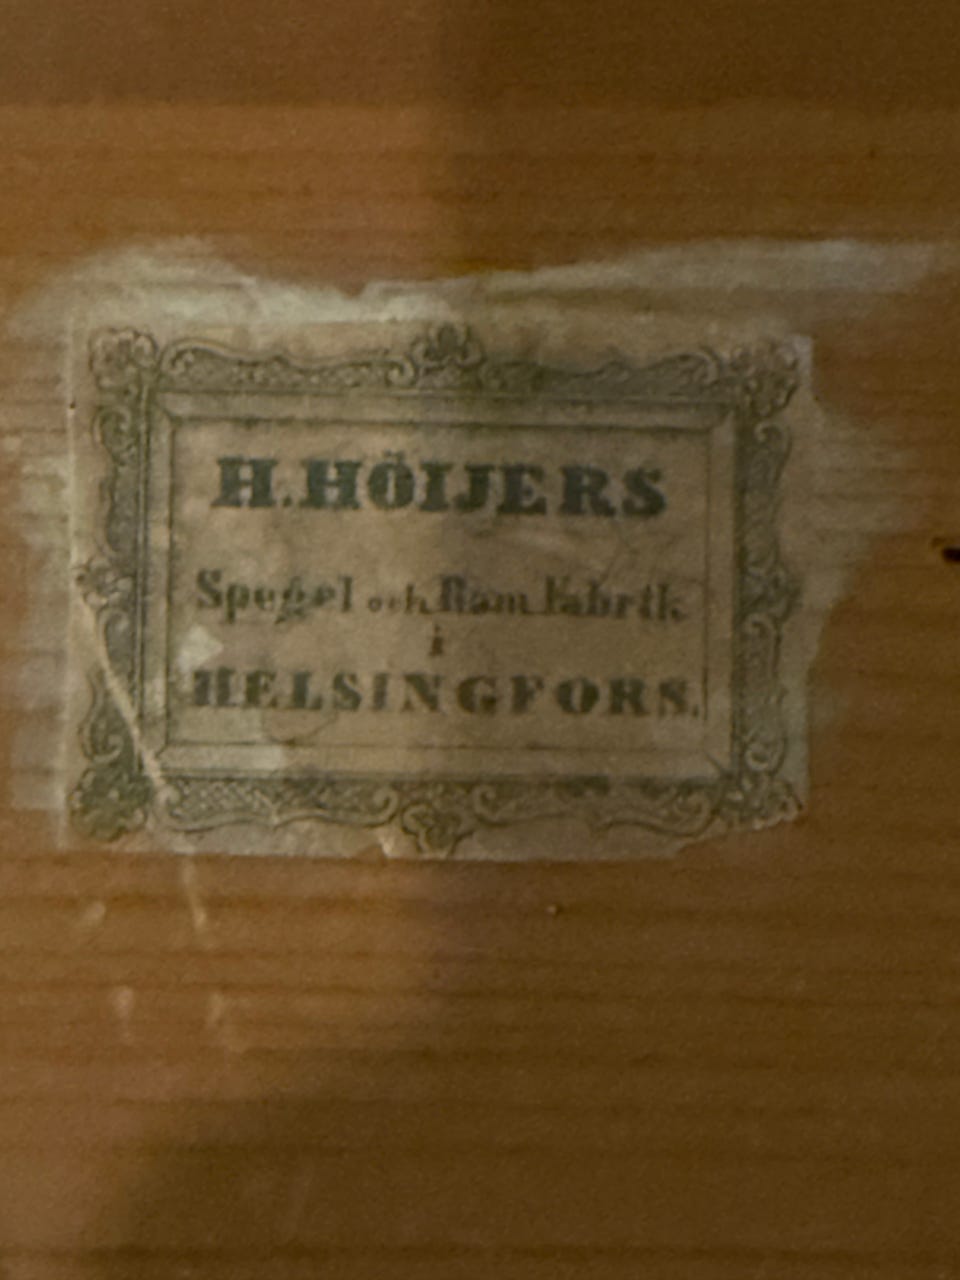 H. HÖIJERS
Spegel och Ram Fabrik
i
HELSINGFORS.